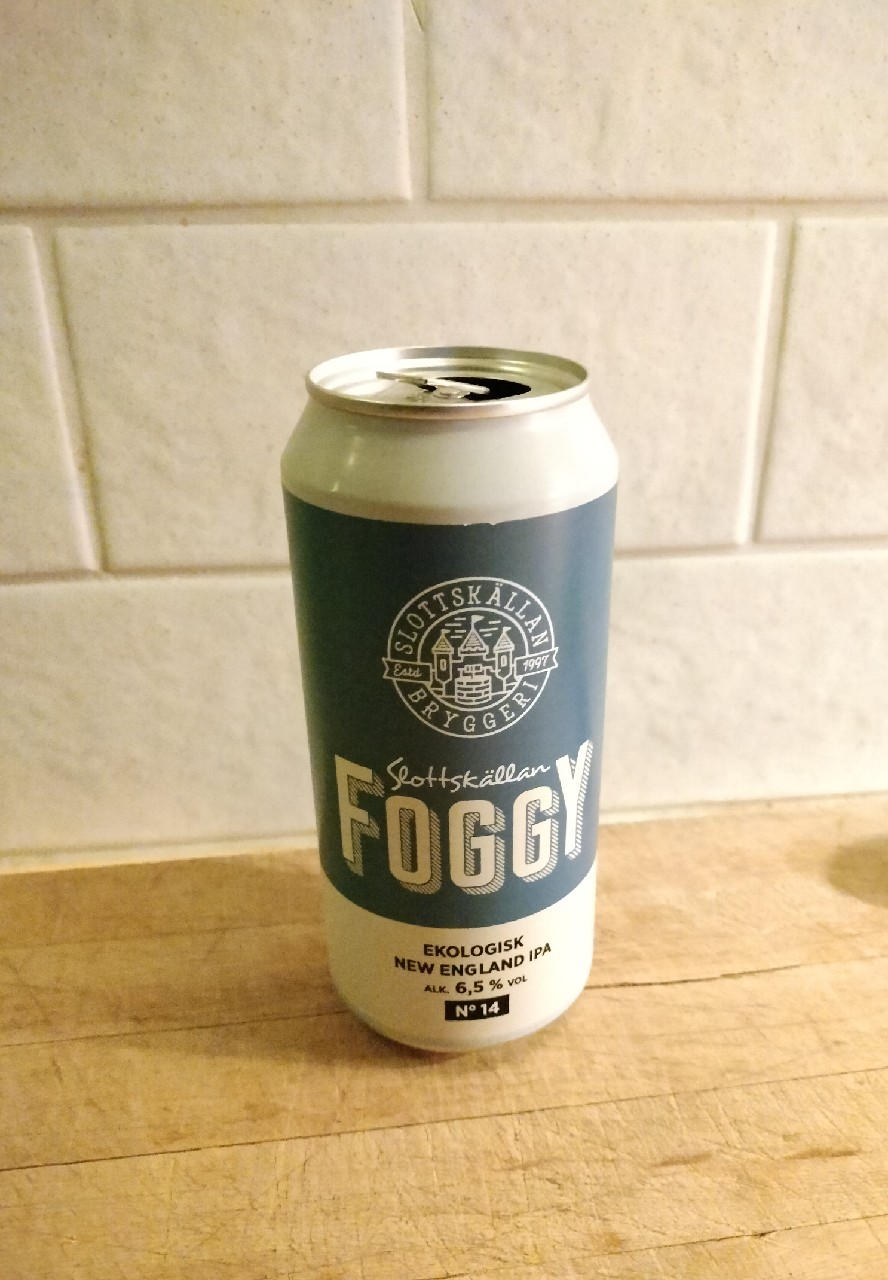 SLOTTSKÄLLAN
Estd 1997
BRYGGERI
Slottskällan
FOGGY
EKOLOGISK
NEW ENGLAND IPA
ALK. 6,5 % VOL
Nº 14